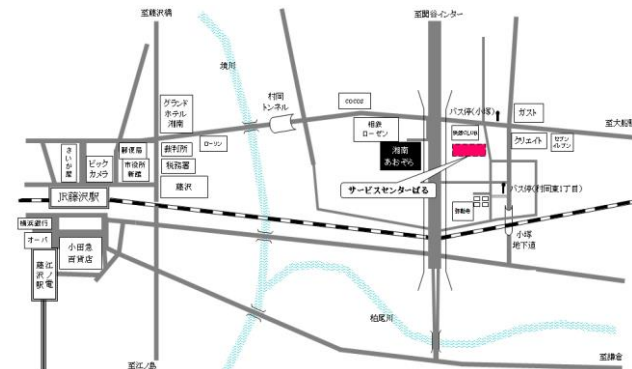 至藤沢橋
至関谷インター
境川
村岡
トンネル
グランド
ホテル
湘南
cocos
バス停(小塚)
ガスト
至大船
相鉄
ローゼン
湘南
あおぞら
クリエイト
セブン
イレブン
さいか屋
ビック
カメラ
郵便局
市役所
新館
裁判所
ローソン
税務署
藤沢
サービスセンターぱる
バス停(村岡東1丁目)
JR藤沢駅
弥勒寺
小塚
地下道
横浜銀行
オーパ
小田急
百貨店
江ノ電
藤沢駅
柏尾川
至江ノ島
至鎌倉